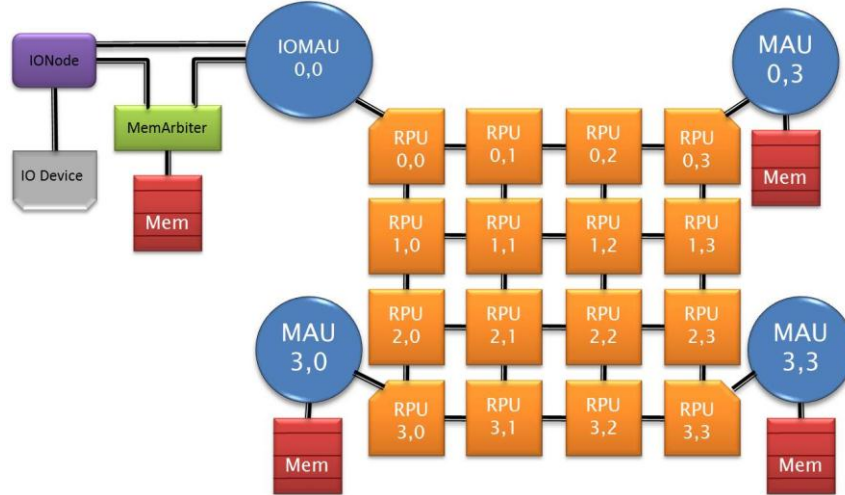 IONode
IOMAU
0,0
MAU
0,3
MemArbiter
IO Device
Mem
Mem
RPU
0,0
RPU
0,1
RPU
0,2
RPU
0,3
RPU
1,0
RPU
1,1
RPU
1,2
RPU
1,3
MAU
3,0
RPU
2,0
RPU
2,1
RPU
2,2
RPU
2,3
MAU
3,3
RPU
3,0
RPU
3,1
RPU
3,2
RPU
3,3
Mem
Mem